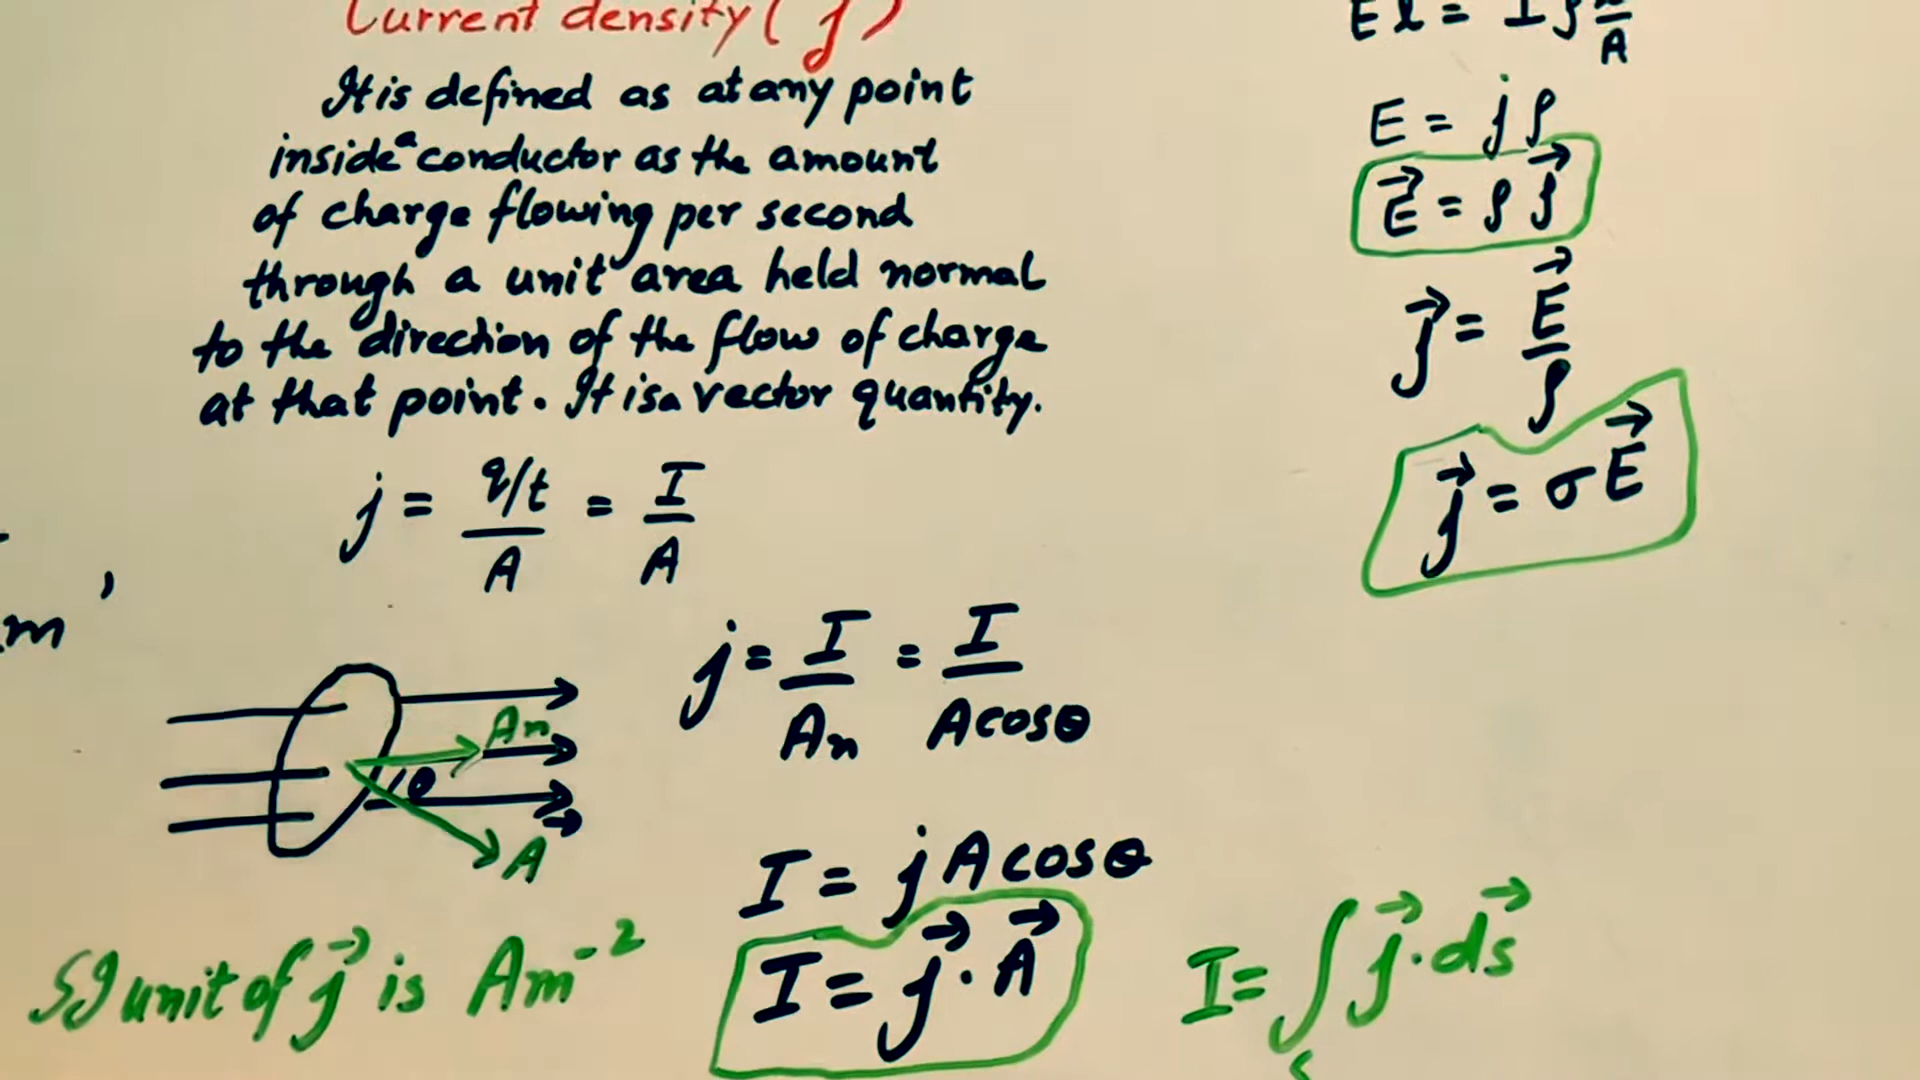 Current density (j)
It is defined as at any point
inside a conductor as the amount
of charge flowing per second
through a unit area held normal
to the direction of the flow of charge
at that point. It is a vector quantity.
j = q/t / A = I / A
m
j = I / An = I / A cosθ
An
θ
A
I = j A cosθ
I = j⃗ . A⃗
SI unit of j⃗ is Am⁻²
I = ∫ j⃗ . ds⃗
s
E l = I ρ l / A
E = j ρ
E⃗ = ρ j⃗
j⃗ = E⃗ / ρ
j⃗ = σ E⃗